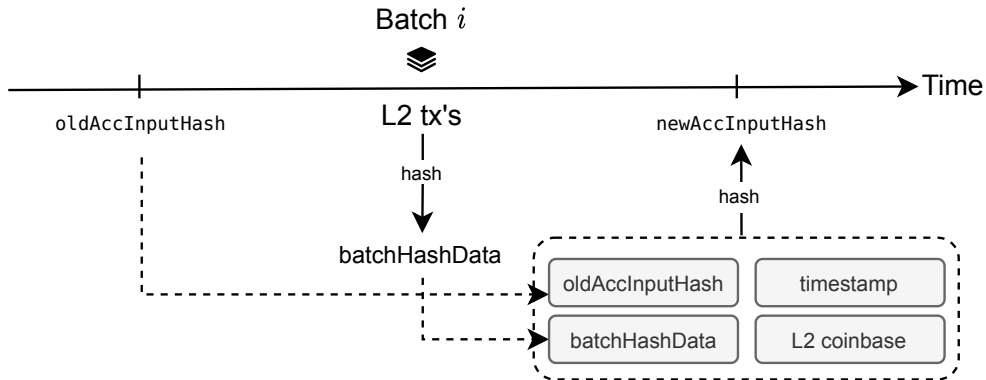 Batch i
Time
oldAccInputHash
L2 tx's
newAccInputHash
hash
hash
batchHashData
oldAccInputHash
timestamp
batchHashData
L2 coinbase